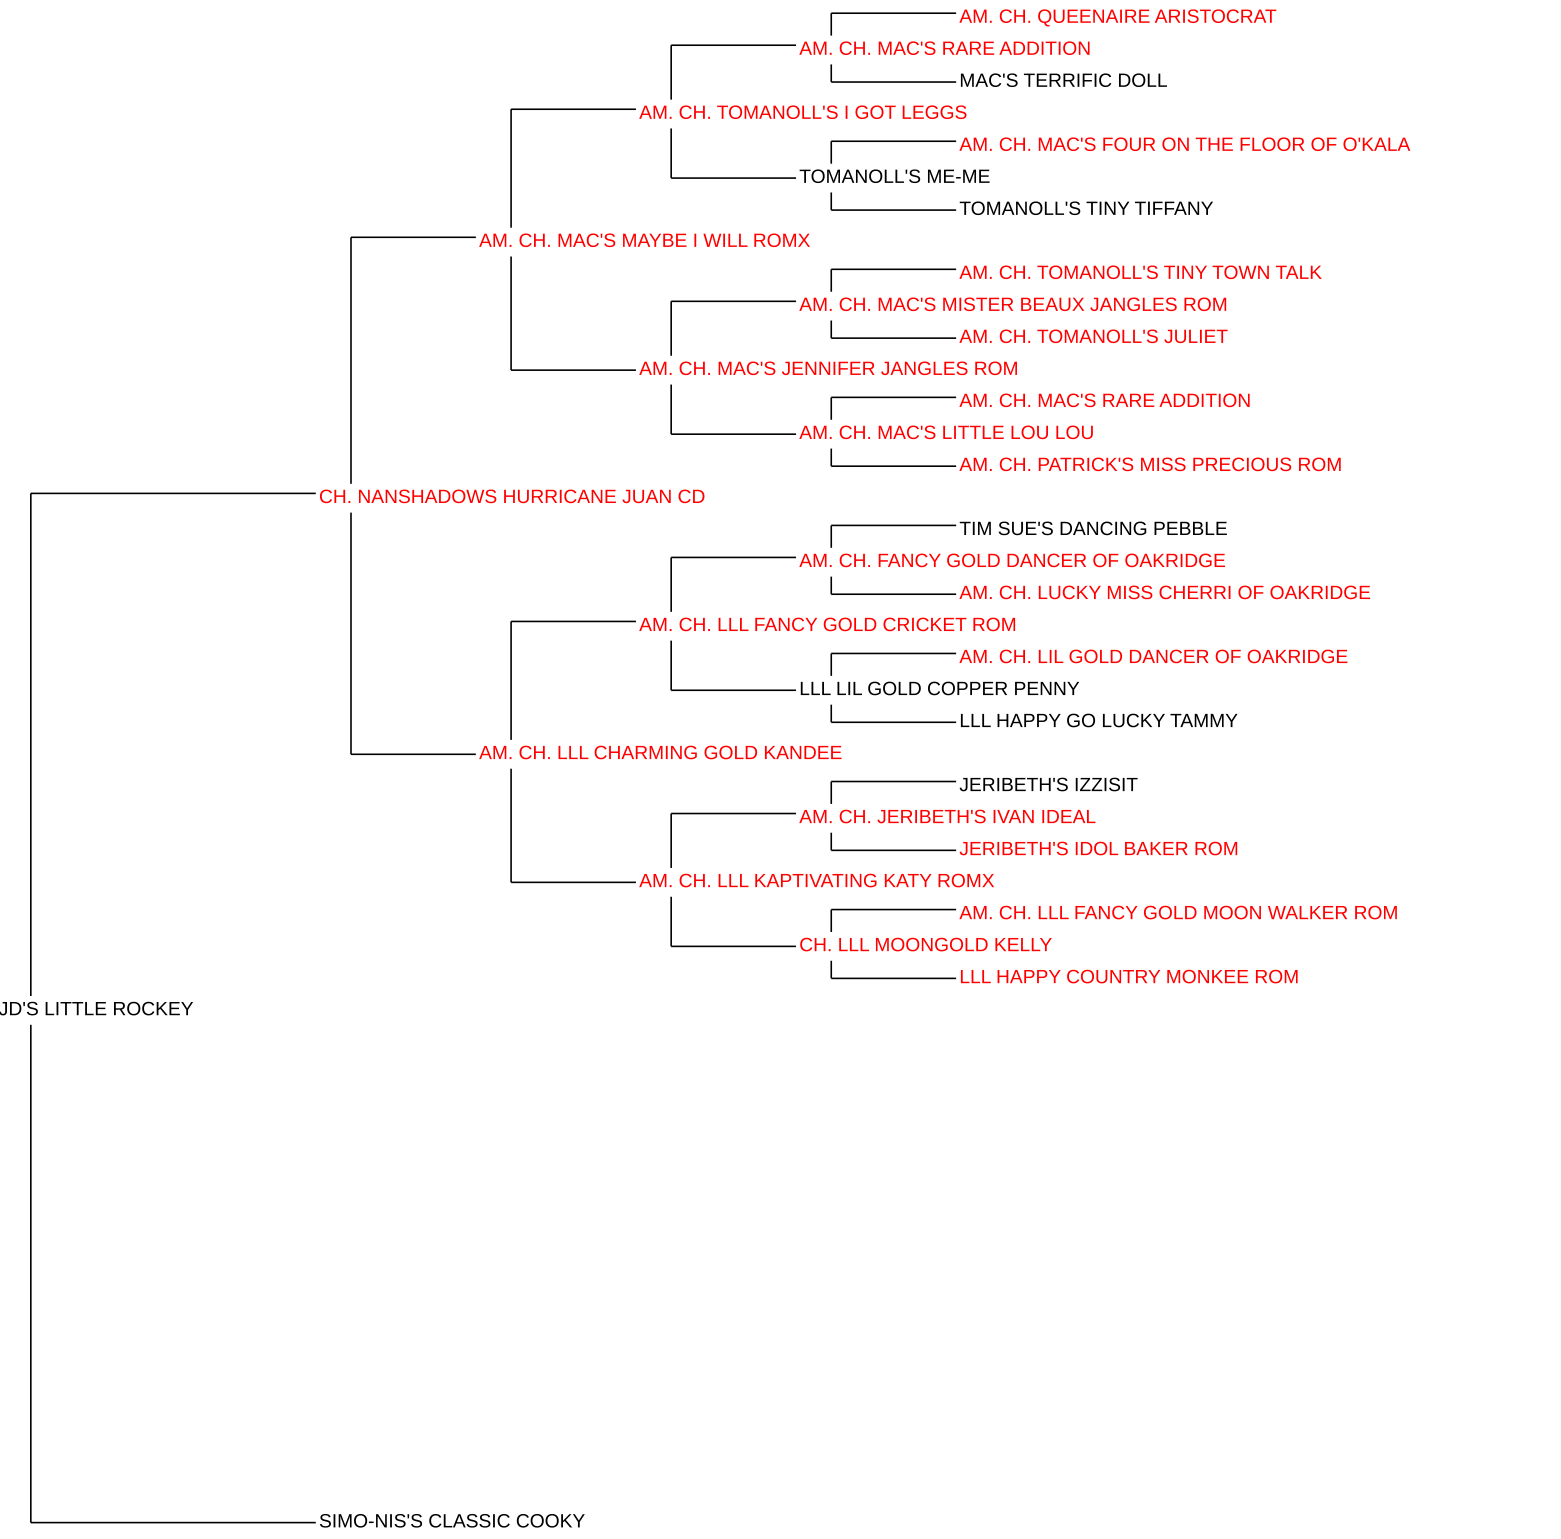 AM. CH. QUEENAIRE ARISTOCRAT
AM. CH. MAC'S RARE ADDITION
MAC'S TERRIFIC DOLL
AM. CH. TOMANOLL'S I GOT LEGGS
AM. CH. MAC'S FOUR ON THE FLOOR OF O'KALA
TOMANOLL'S ME-ME
TOMANOLL'S TINY TIFFANY
AM. CH. MAC'S MAYBE I WILL ROMX
AM. CH. TOMANOLL'S TINY TOWN TALK
AM. CH. MAC'S MISTER BEAUX JANGLES ROM
AM. CH. TOMANOLL'S JULIET
AM. CH. MAC'S JENNIFER JANGLES ROM
AM. CH. MAC'S RARE ADDITION
AM. CH. MAC'S LITTLE LOU LOU
AM. CH. PATRICK'S MISS PRECIOUS ROM
CH. NANSHADOWS HURRICANE JUAN CD
TIM SUE'S DANCING PEBBLE
AM. CH. FANCY GOLD DANCER OF OAKRIDGE
AM. CH. LUCKY MISS CHERRI OF OAKRIDGE
AM. CH. LLL FANCY GOLD CRICKET ROM
AM. CH. LIL GOLD DANCER OF OAKRIDGE
LLL LIL GOLD COPPER PENNY
LLL HAPPY GO LUCKY TAMMY
AM. CH. LLL CHARMING GOLD KANDEE
JERIBETH'S IZZISIT
AM. CH. JERIBETH'S IVAN IDEAL
JERIBETH'S IDOL BAKER ROM
AM. CH. LLL KAPTIVATING KATY ROMX
AM. CH. LLL FANCY GOLD MOON WALKER ROM
CH. LLL MOONGOLD KELLY
LLL HAPPY COUNTRY MONKEE ROM
JD'S LITTLE ROCKEY
SIMO-NIS'S CLASSIC COOKY